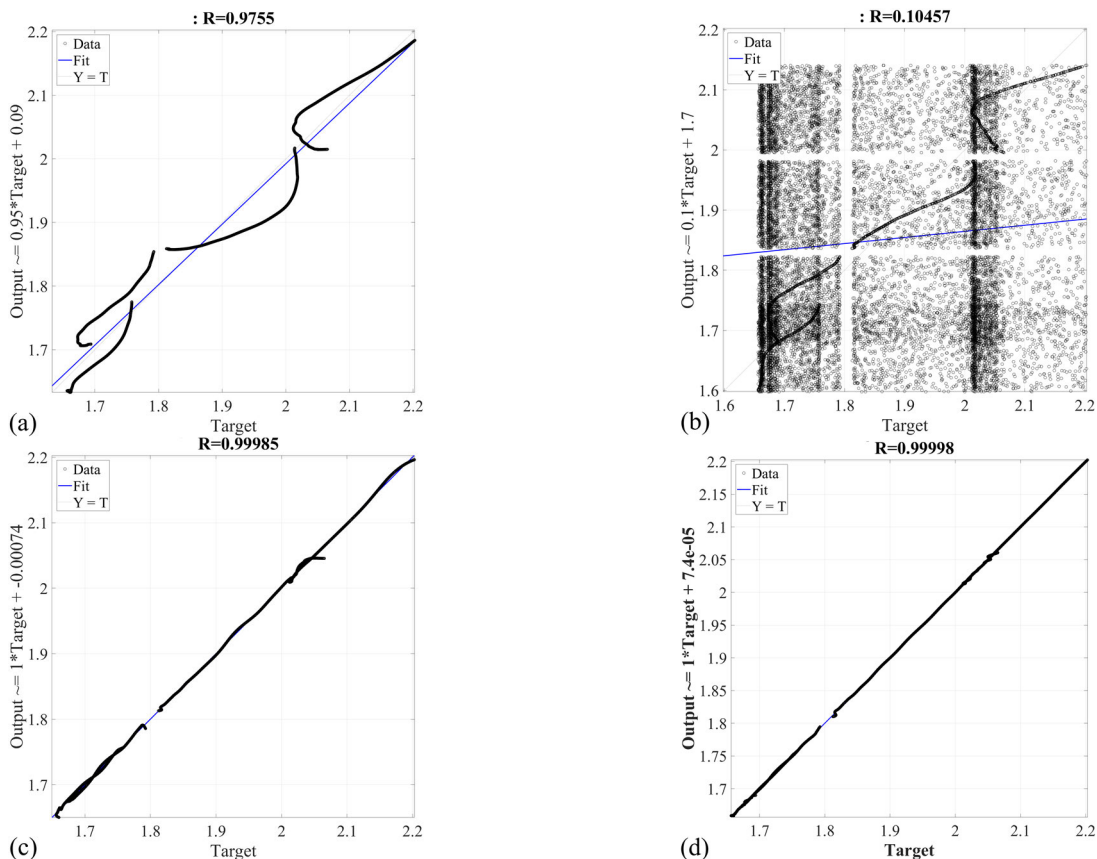 : R=0.9755
Output ~= 0.95*Target + 0.09
2.2
2.1
2
1.9
1.8
1.7
Data
Fit
Y = T
1.7 1.8 1.9 2 2.1 2.2
Target
(a)
: R=0.10457
Output ~= 0.1*Target + 1.7
2.2
2.1
2
1.9
1.8
1.7
1.6
Data
Fit
Y = T
1.6 1.7 1.8 1.9 2 2.1 2.2
Target
(b)
R=0.99985
Output ~= 1*Target + -0.00074
2.2
2.1
2
1.9
1.8
1.7
Data
Fit
Y = T
1.7 1.8 1.9 2 2.1 2.2
Target
(c)
R=0.99998
Output ~= 1*Target + 7.4e-05
2.2
2.15
2.1
2.05
2
1.95
1.9
1.85
1.8
1.75
1.7
Data
Fit
Y = T
1.7 1.8 1.9 2 2.1 2.2
Target
(d)